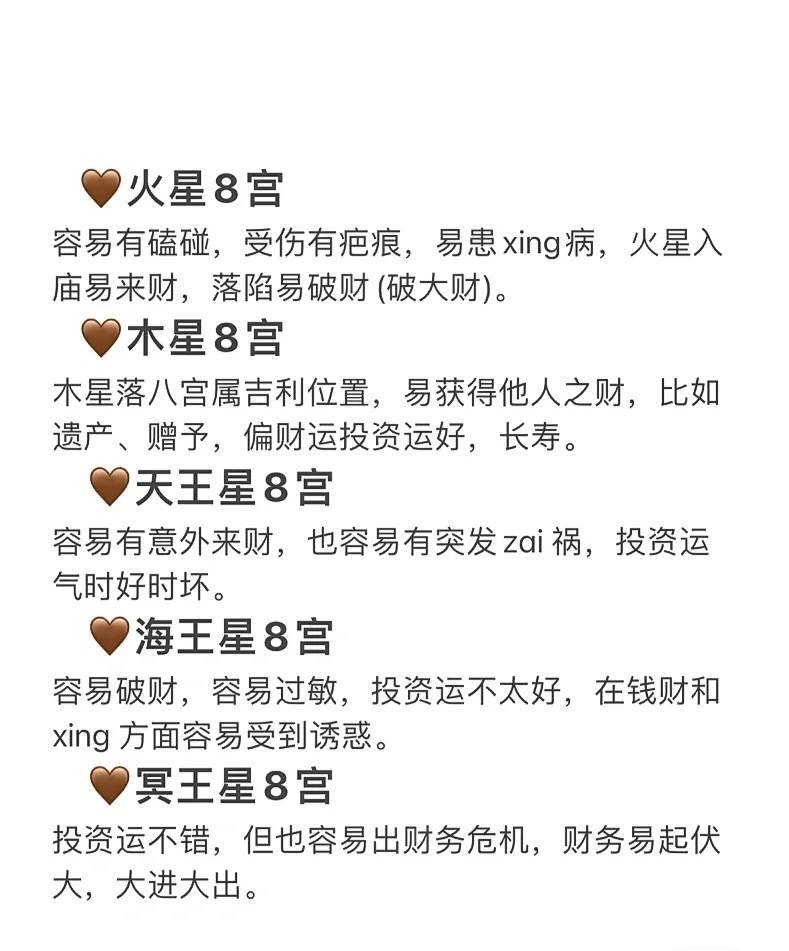 🤎火星8宫
容易有磕碰，受伤有疤痕，易患xing病，火星入
庙易来财，落陷易破财(破大财)。
🤎木星8宫
木星落八宫属吉利位置，易获得他人之财，比如
遗产、赠予，偏财运投资运好，长寿。
🤎天王星8宫
容易有意外来财，也容易有突发zai 祸，投资运
气时好时坏。
🤎海王星8宫
容易破财，容易过敏，投资运不太好，在钱财和
xing 方面容易受到诱惑。
🤎冥王星8宫
投资运不错，但也容易出财务危机，财务易起伏
大，大进大出。